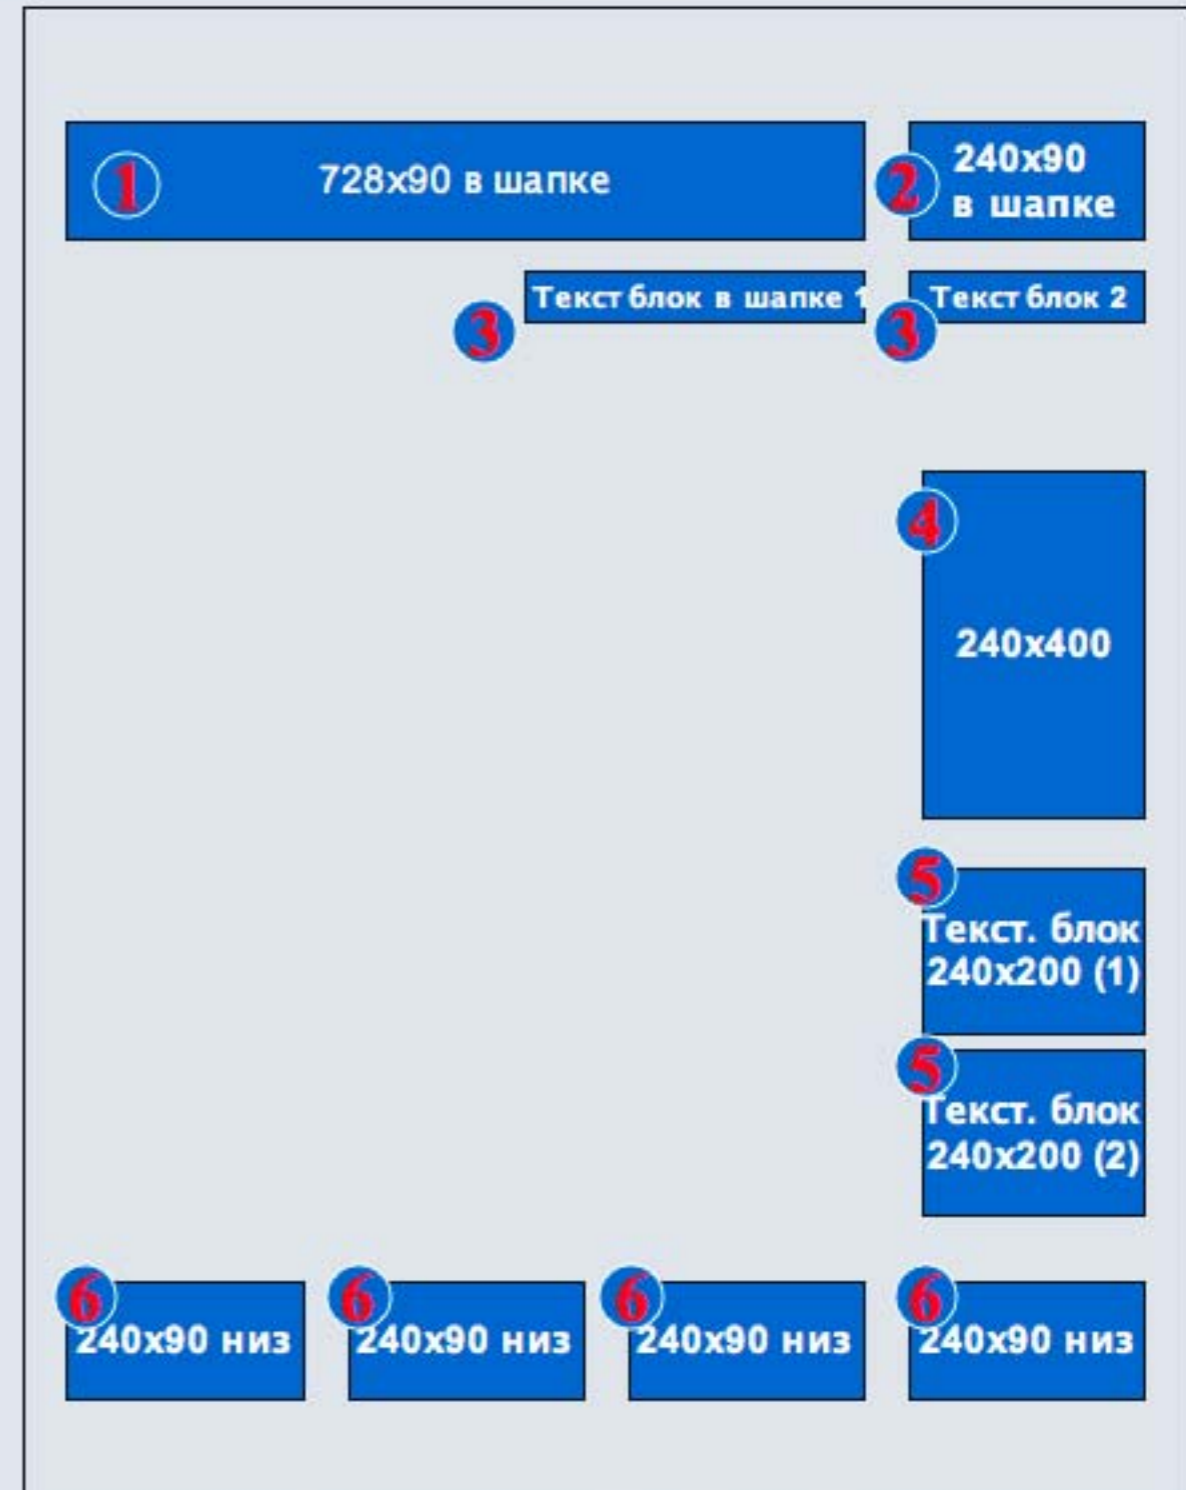 1
728x90 в шапке
2
240x90
в шапке
3
Текст блок в шапке 1
3
Текст блок 2
4
240x400
5
Текст. блок
240x200 (1)
5
Текст. блок
240x200 (2)
6
240x90 низ
6
240x90 низ
6
240x90 низ
6
240x90 низ